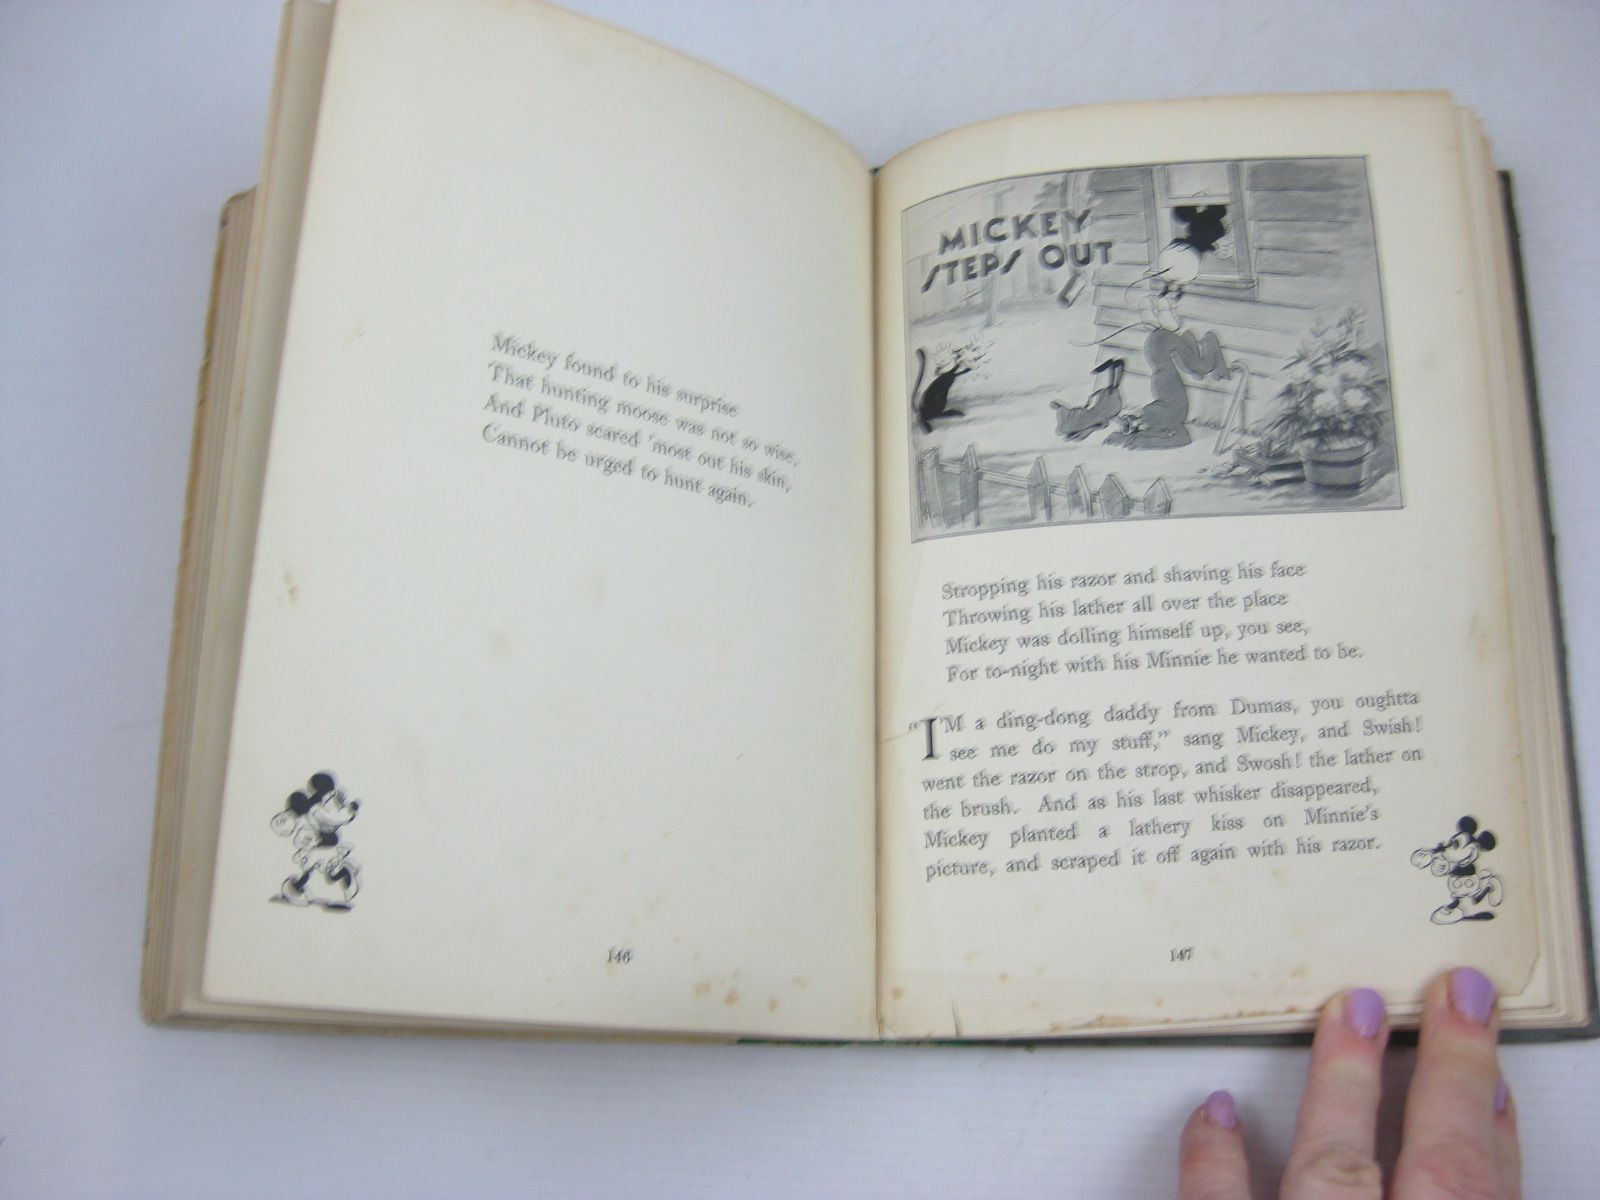 Mickey found to his surprise
That hunting moose was not so wise,
And Pluto scared 'most out his skin,
Cannot be urged to hunt again.
146
MICKEY
STEPS OUT
Stropping his razor and shaving his face
Throwing his lather all over the place
Mickey was dolling himself up, you see,
For to-night with his Minnie he wanted to be.
"I'M a ding-dong daddy from Dumas, you oughtta
see me do my stuff," sang Mickey, and Swish!
went the razor on the strop, and Swosh! the lather on
the brush. And as his last whisker disappeared,
Mickey planted a lathery kiss on Minnie's
picture, and scraped it off again with his razor.
147